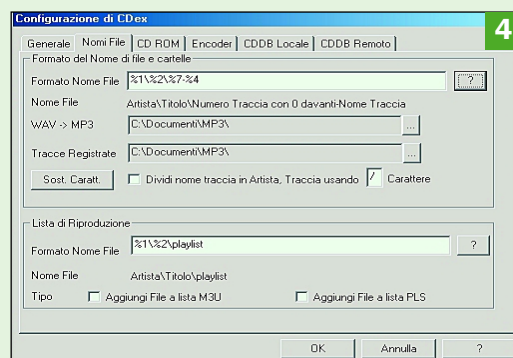 Configurazione di CDex
4
Generale Nomi File CD ROM Encoder CDDB Locale CDDB Remoto
Formato del Nome di file e cartelle
Formato Nome File %1\%2\%7-%4 ?
Nome File Artista\Titolo\Numero Traccia con 0 davanti-Nome Traccia
WAV -> MP3 C:\Documenti\MP3\ ...
Tracce Registrate C:\Documenti\MP3\ ...
Sost. Caratt. Dividi nome traccia in Artista, Traccia usando / Carattere
Lista di Riproduzione
Formato Nome File %1\%2\playlist ?
Nome File Artista\Titolo\playlist
Tipo Aggiungi File a lista M3U Aggiungi File a lista PLS
OK Annulla ?